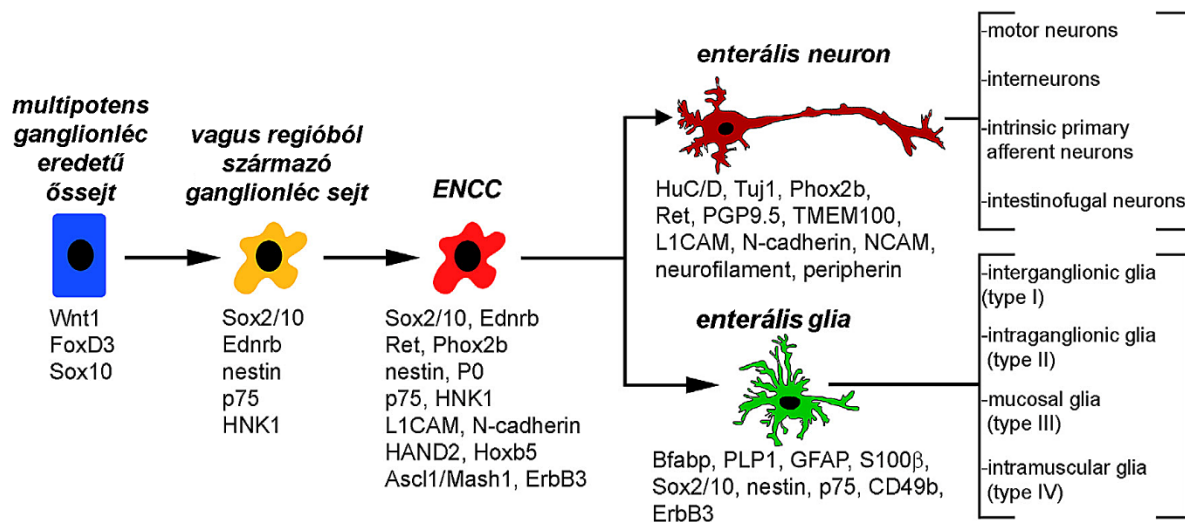 multipotens
ganglionléc
eredetű
őssejt
Wnt1
FoxD3
Sox10
vagus regióból
származó
ganglionléc sejt
Sox2/10
Ednrb
nestin
p75
HNK1
ENCC
Sox2/10, Ednrb
Ret, Phox2b
nestin, P0
p75, HNK1
L1CAM, N-cadherin
HAND2, Hoxb5
Ascl1/Mash1, ErbB3
enterális neuron
HuC/D, Tuj1, Phox2b,
Ret, PGP9.5, TMEM100,
L1CAM, N-cadherin, NCAM,
neurofilament, peripherin
-motor neurons
-interneurons
-intrinsic primary
afferent neurons
-intestinofugal neurons
enterális glia
Bfabp, PLP1, GFAP, S100β,
Sox2/10, nestin, p75, CD49b,
ErbB3
-interganglionic glia
(type I)
-intraganglionic glia
(type II)
-mucosal glia
(type III)
-intramuscular glia
(type IV)